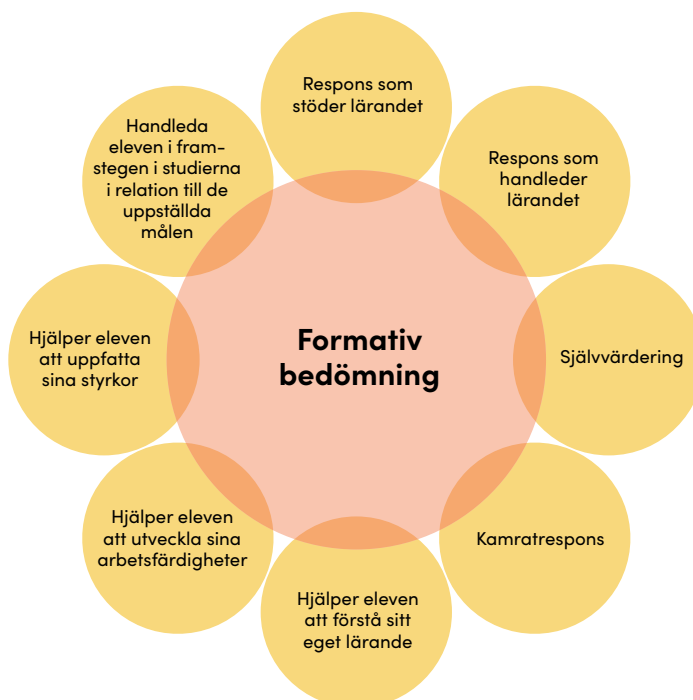 Respons som
stöder lärandet
Respons som
handleder
lärandet
Självvärdering
Kamratrespons
Hjälper eleven
att förstå sitt
eget lärande
Hjälper eleven
att utveckla sina
arbetsfärdigheter
Hjälper eleven
att uppfatta
sina styrkor
Handleda
eleven i fram-
stegen i studierna
i relation till de
uppställda
målen
Formativ
bedömning